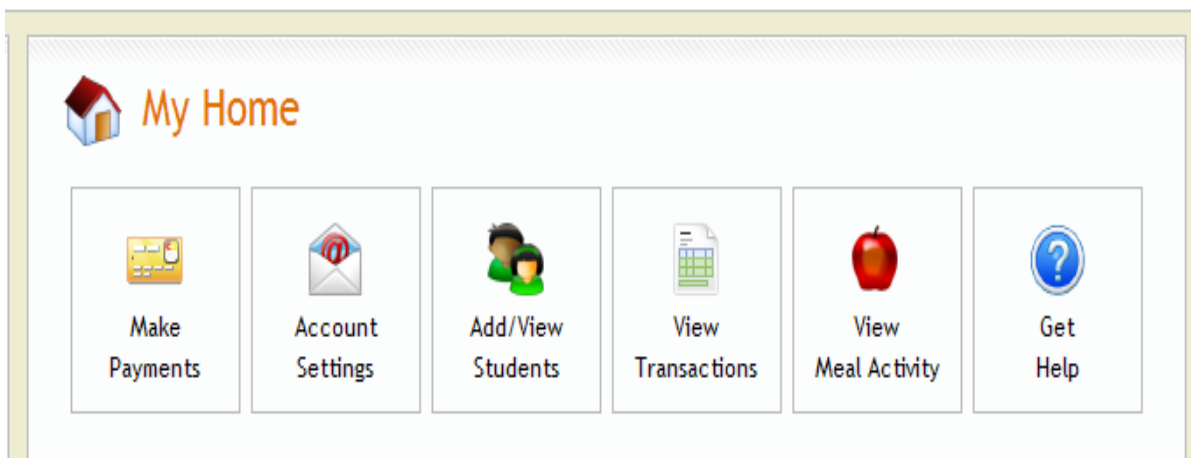 My Home
Make
Payments
Account
Settings
Add/View
Students
View
Transactions
View
Meal Activity
Get
Help